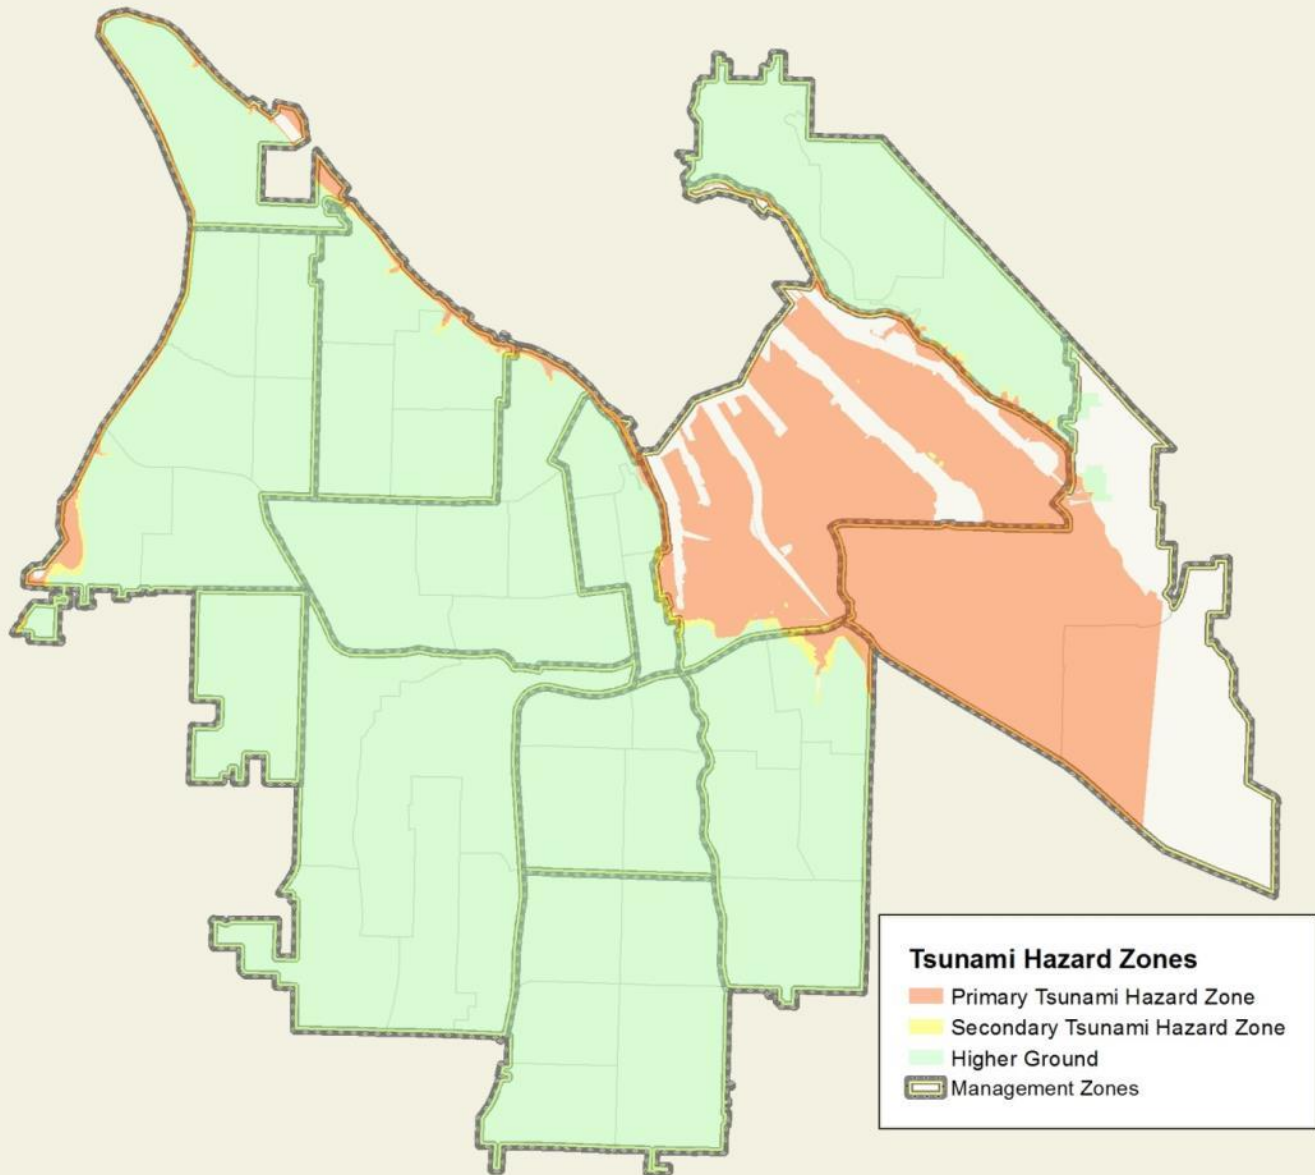 Tsunami Hazard Zones
Primary Tsunami Hazard Zone
Secondary Tsunami Hazard Zone
Higher Ground
Management Zones